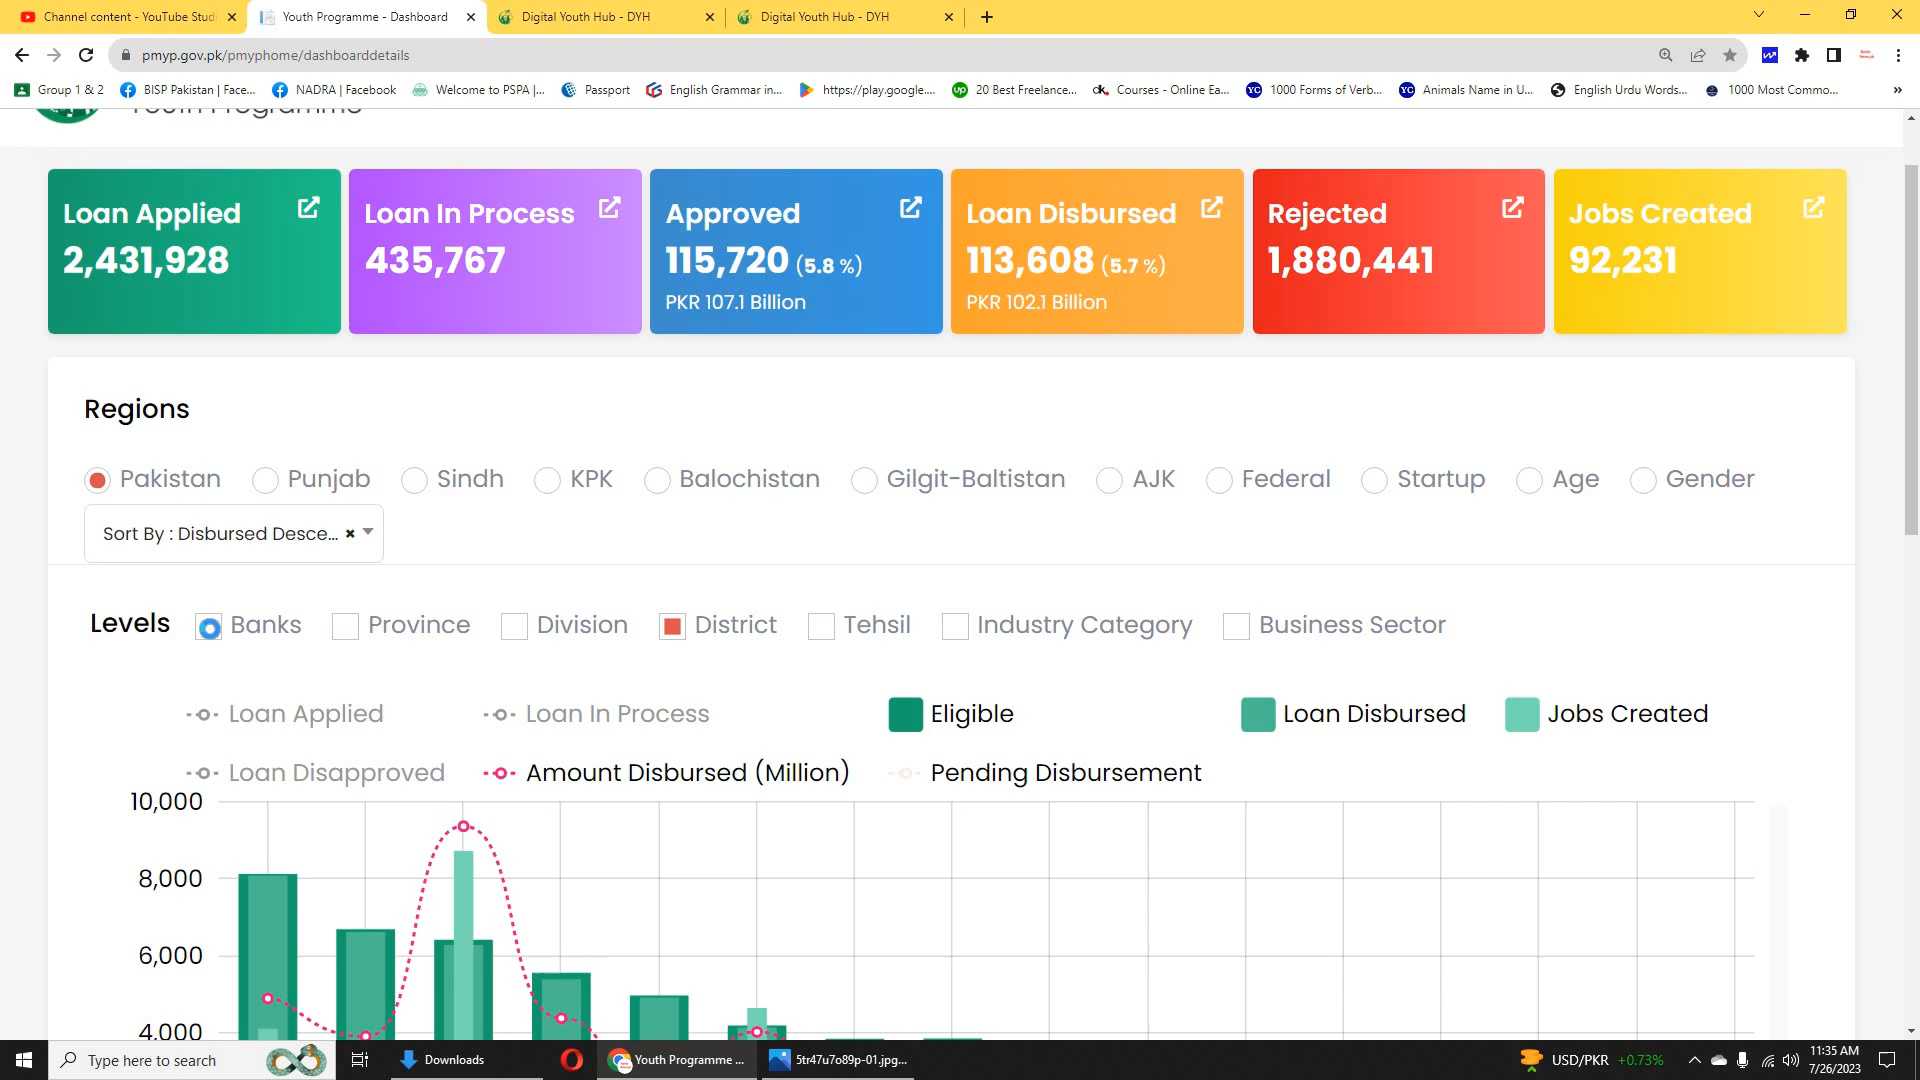 Channel content - YouTube Stud
Youth Programme - Dashboard
Digital Youth Hub - DYH
Digital Youth Hub - DYH
pmyp.gov.pk/pmyphome/dashboarddetails
Group 1 & 2
BISP Pakistan | Face...
NADRA | Facebook
Welcome to PSPA |...
Passport
English Grammar in...
https://play.google....
20 Best Freelance...
Courses - Online Ea...
1000 Forms of Verb...
Animals Name in U...
English Urdu Words...
1000 Most Commo...
Youth Programme
Loan Applied
2,431,928
Loan In Process
435,767
Approved
115,720 (5.8 %)
PKR 107.1 Billion
Loan Disbursed
113,608 (5.7 %)
PKR 102.1 Billion
Rejected
1,880,441
Jobs Created
92,231
Regions
Pakistan Punjab Sindh KPK Balochistan Gilgit-Baltistan AJK Federal Startup Age Gender
Sort By : Disbursed Desce...
Levels Banks Province Division District Tehsil Industry Category Business Sector
Loan Applied Loan In Process Eligible Loan Disbursed Jobs Created
Loan Disapproved Amount Disbursed (Million) Pending Disbursement
10,000
8,000
6,000
4,000
Type here to search
Downloads
Youth Programme ...
5tr47u7o89p-01.jpg...
USD/PKR +0.73%
11:35 AM
7/26/2023